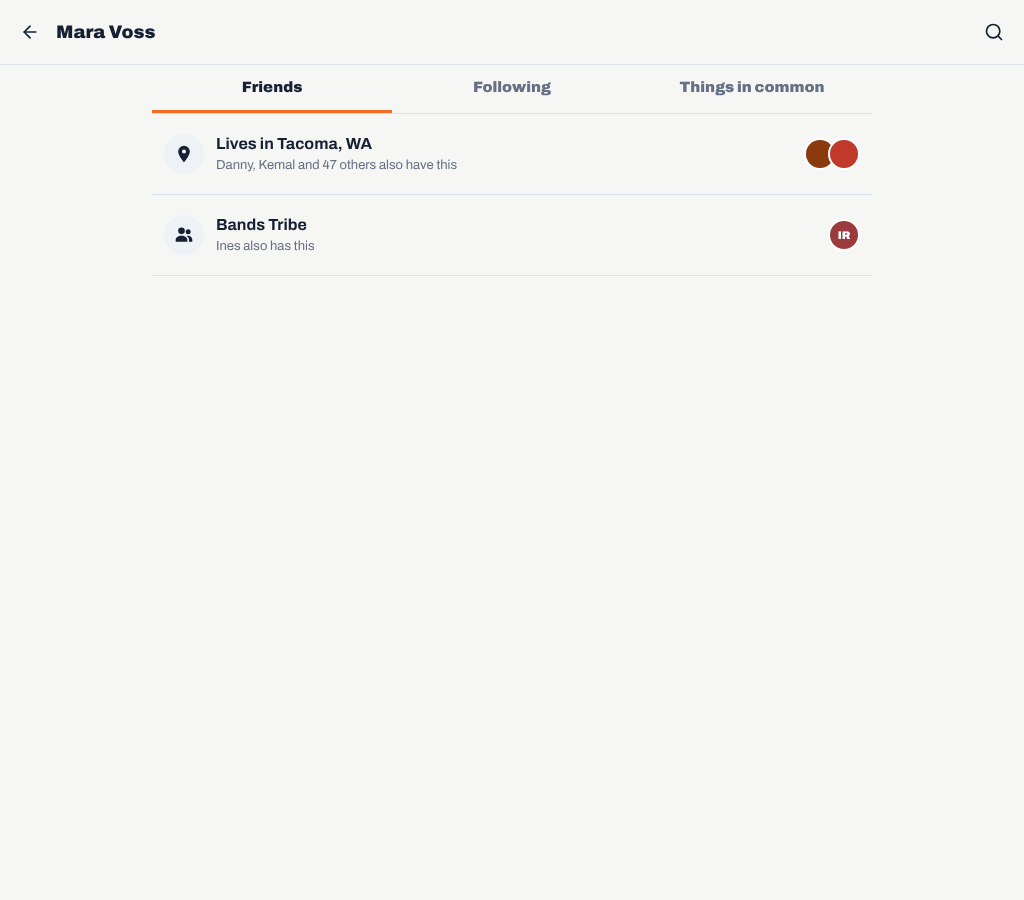 Mara Voss
Friends
Following
Things in common
Lives in Tacoma, WA
Danny, Kemal and 47 others also have this
Bands Tribe
Ines also has this
IR